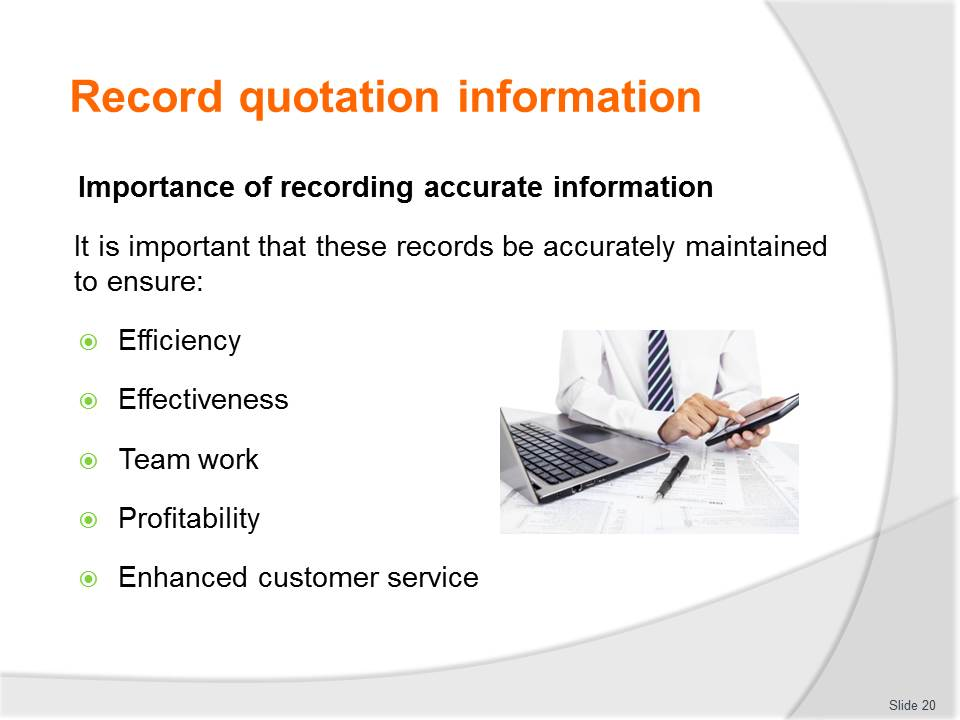 Record quotation information
Importance of recording accurate information
It is important that these records be accurately maintained
to ensure:
Efficiency
Effectiveness
Team work
Profitability
Enhanced customer service
Slide 20